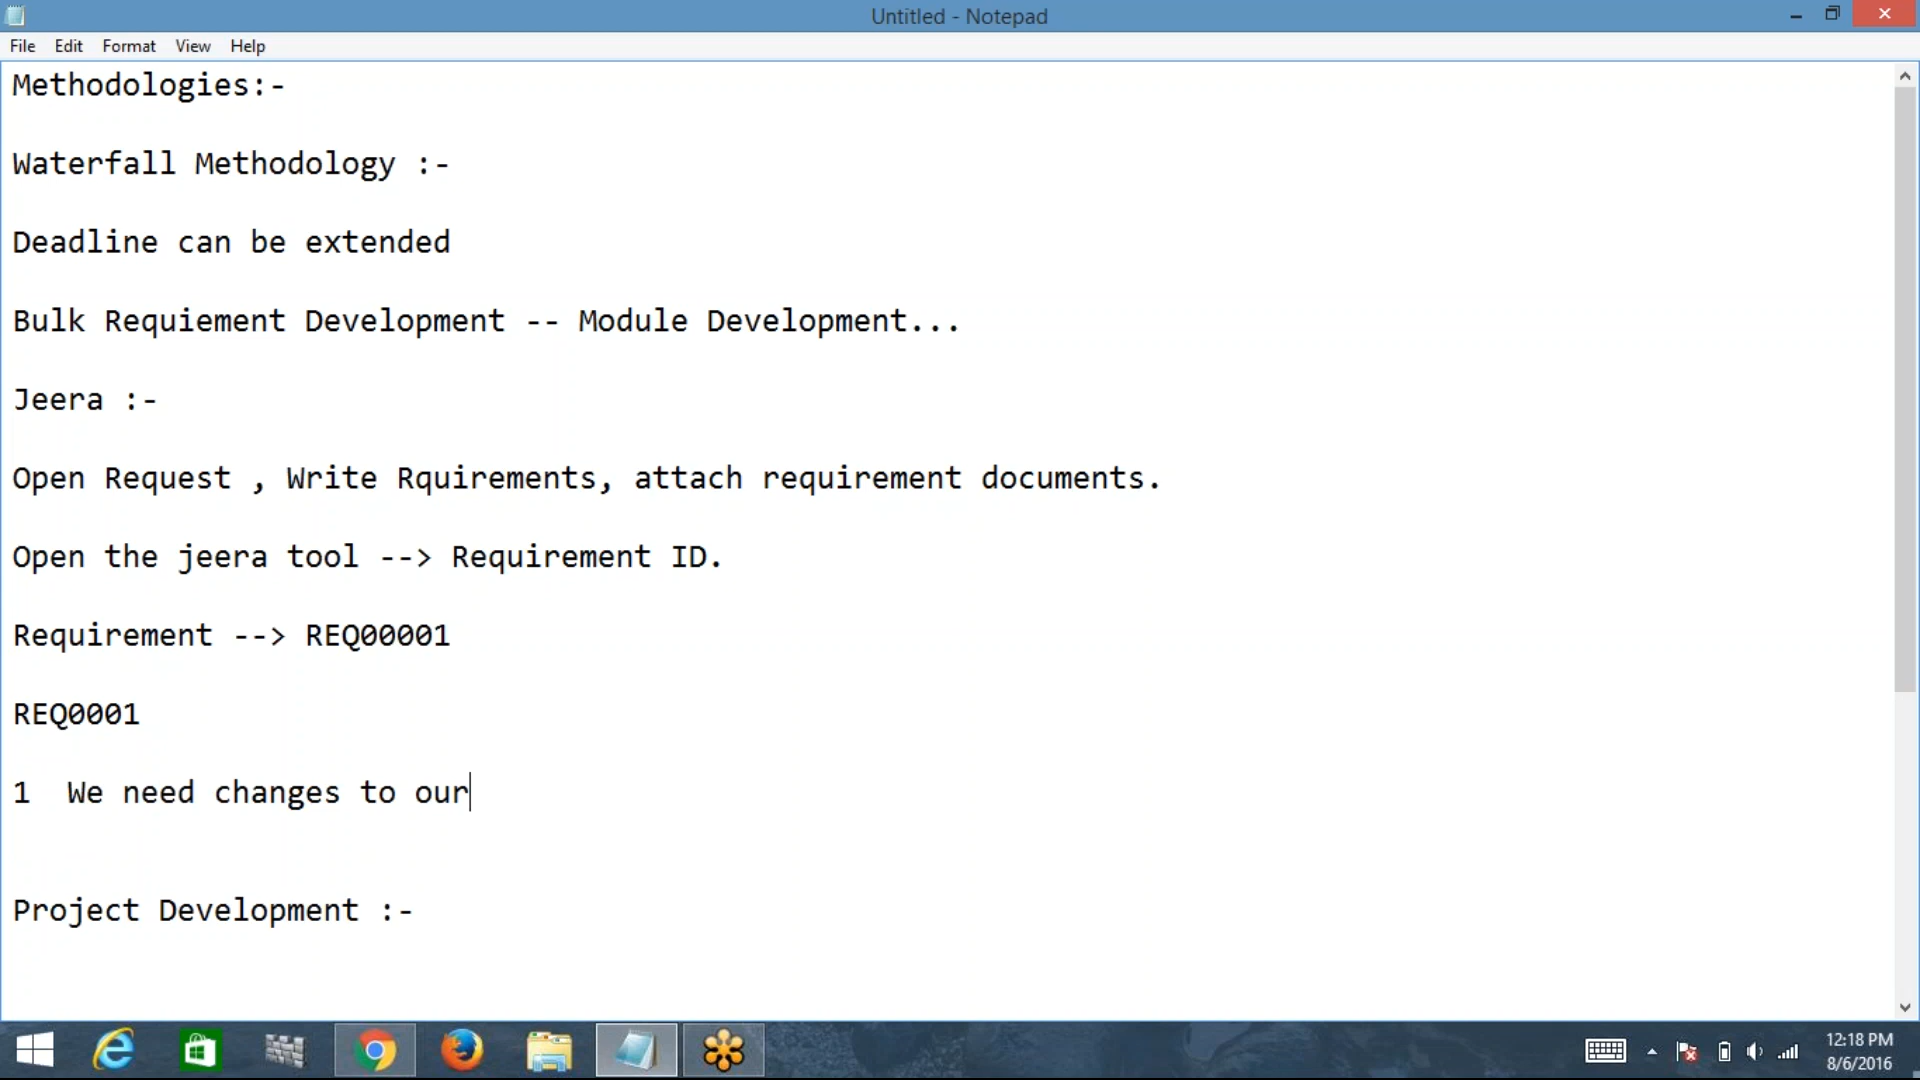 Untitled - Notepad
File Edit Format View Help
Methodologies:-
Waterfall Methodology :-
Deadline can be extended
Bulk Requiement Development -- Module Development...
Jeera :-
Open Request , Write Rquirements, attach requirement documents.
Open the jeera tool --> Requirement ID.
Requirement --> REQ00001
REQ0001
1  We need changes to our
Project Development :-
12:18 PM
8/6/2016